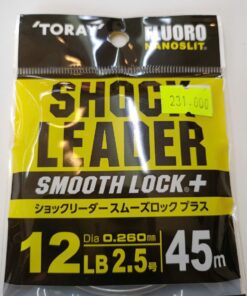 'TORAY
FLUORO
NANOSLIT.
SHOCK
231.000
LEADER
SMOOTH LOCK.+
ショックリーダー スムーズロック プラス
12LB Dia 0.260mm 2.5号 45m